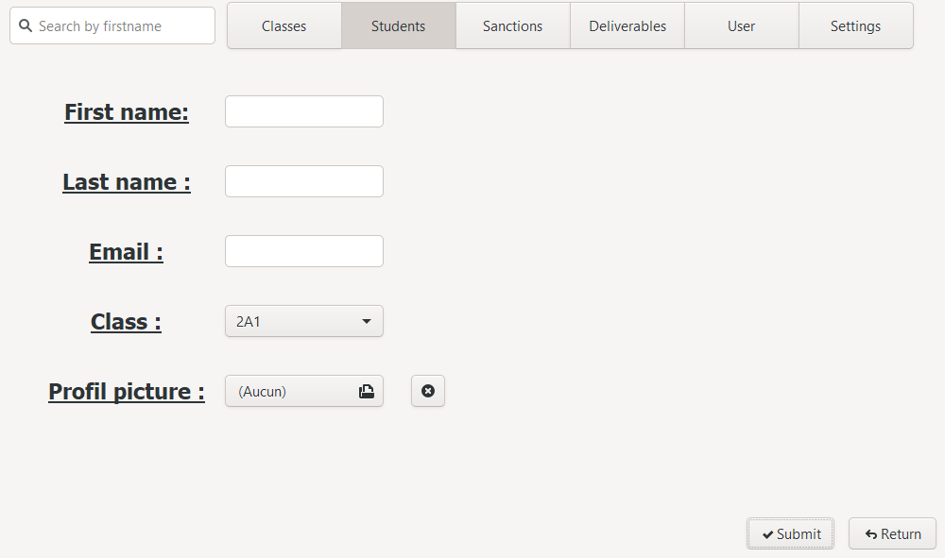 Search by firstname
Classes
Students
Sanctions
Deliverables
User
Settings
First name:
Last name :
Email :
Class :
2A1
Profil picture :
(Aucun)
Submit
Return